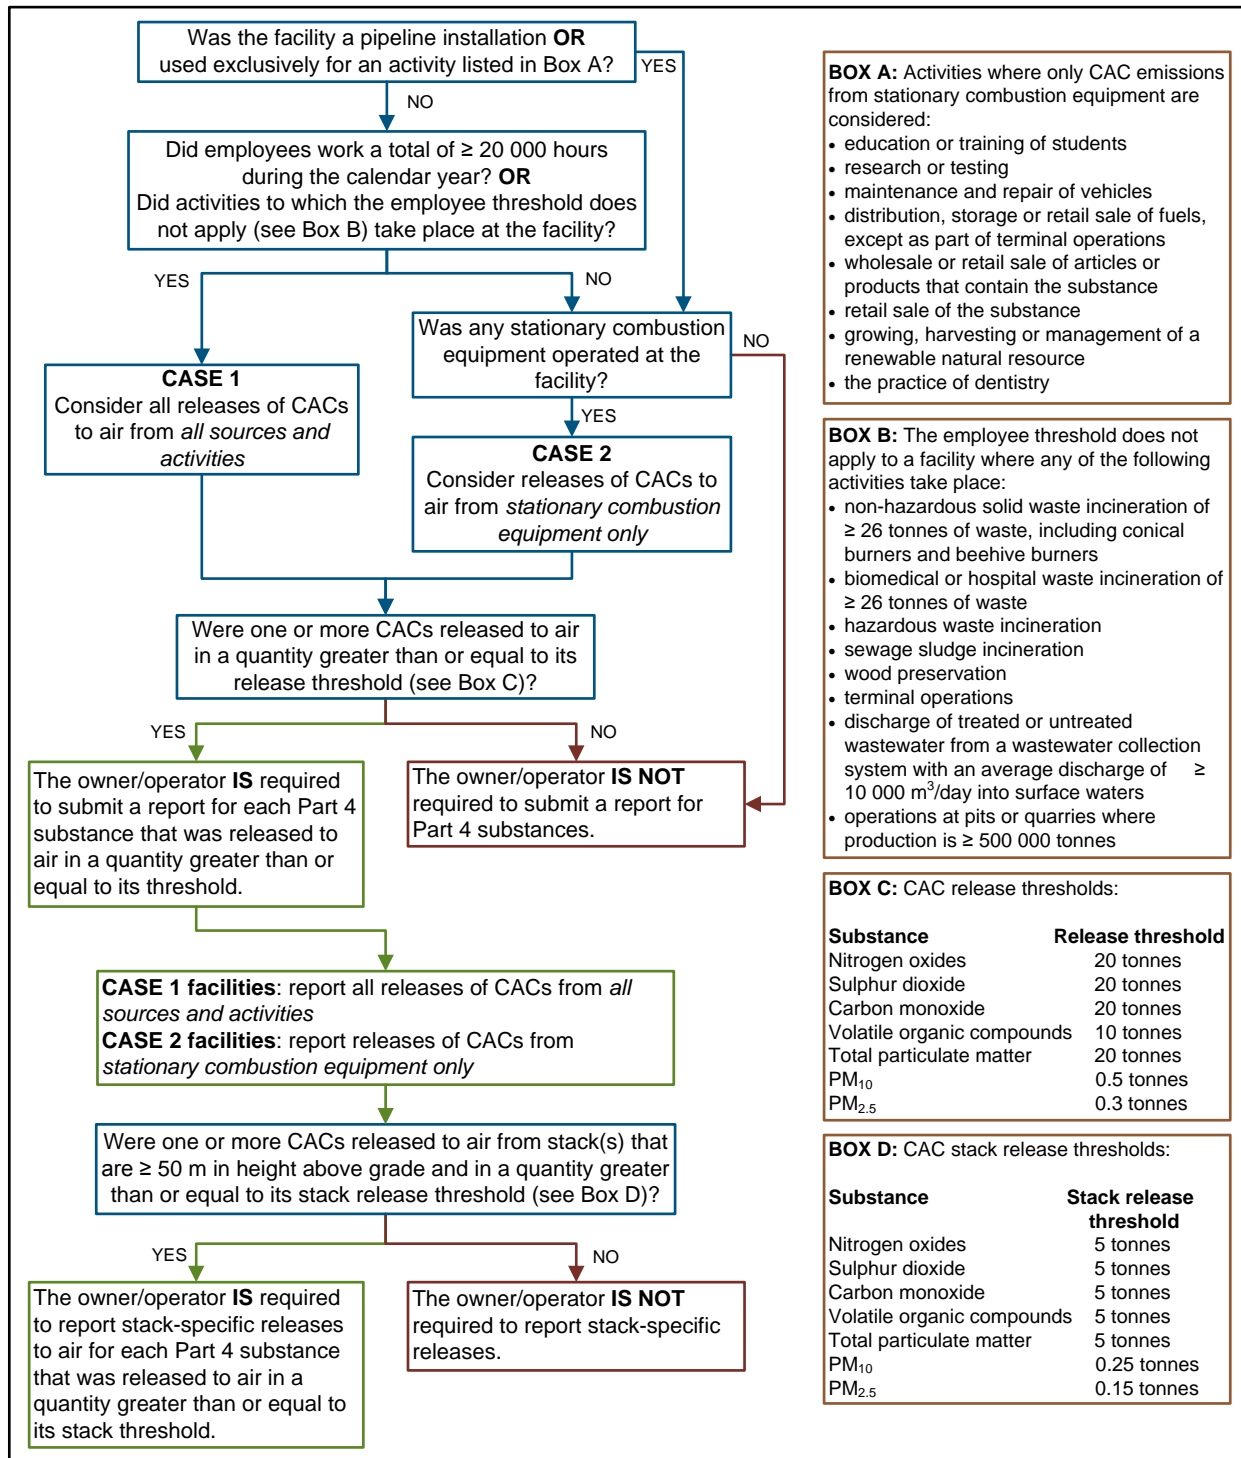 Was the facility a pipeline installation OR
used exclusively for an activity listed in Box A?
YES
NO
Did employees work a total of ≥ 20 000 hours
during the calendar year? OR
Did activities to which the employee threshold does
not apply (see Box B) take place at the facility?
YES
NO
Was any stationary combustion
equipment operated at the
facility?
NO
YES
CASE 1
Consider all releases of CACs
to air from all sources and
activities
CASE 2
Consider releases of CACs to
air from stationary combustion
equipment only
Were one or more CACs released to air
in a quantity greater than or equal to its
release threshold (see Box C)?
YES
NO
The owner/operator IS required
to submit a report for each Part 4
substance that was released to
air in a quantity greater than or
equal to its threshold.
The owner/operator IS NOT
required to submit a report for
Part 4 substances.
CASE 1 facilities: report all releases of CACs from all
sources and activities
CASE 2 facilities: report releases of CACs from
stationary combustion equipment only
Were one or more CACs released to air from stack(s) that
are ≥ 50 m in height above grade and in a quantity greater
than or equal to its stack release threshold (see Box D)?
YES
NO
The owner/operator IS required
to report stack-specific releases
to air for each Part 4 substance
that was released to air in a
quantity greater than or equal to
its stack threshold.
The owner/operator IS NOT
required to report stack-specific
releases.
BOX A: Activities where only CAC emissions
from stationary combustion equipment are
considered:
• education or training of students
• research or testing
• maintenance and repair of vehicles
• distribution, storage or retail sale of fuels,
except as part of terminal operations
• wholesale or retail sale of articles or
products that contain the substance
• retail sale of the substance
• growing, harvesting or management of a
renewable natural resource
• the practice of dentistry
BOX B: The employee threshold does not
apply to a facility where any of the following
activities take place:
• non-hazardous solid waste incineration of
≥ 26 tonnes of waste, including conical
burners and beehive burners
• biomedical or hospital waste incineration of
≥ 26 tonnes of waste
• hazardous waste incineration
• sewage sludge incineration
• wood preservation
• terminal operations
• discharge of treated or untreated
wastewater from a wastewater collection
system with an average discharge of ≥
10 000 m³/day into surface waters
• operations at pits or quarries where
production is ≥ 500 000 tonnes
BOX C: CAC release thresholds:
Substance Release threshold
Nitrogen oxides 20 tonnes
Sulphur dioxide 20 tonnes
Carbon monoxide 20 tonnes
Volatile organic compounds 10 tonnes
Total particulate matter 20 tonnes
PM₁₀ 0.5 tonnes
PM₂.₅ 0.3 tonnes
BOX D: CAC stack release thresholds:
Substance Stack release
threshold
Nitrogen oxides 5 tonnes
Sulphur dioxide 5 tonnes
Carbon monoxide 5 tonnes
Volatile organic compounds 5 tonnes
Total particulate matter 5 tonnes
PM₁₀ 0.25 tonnes
PM₂.₅ 0.15 tonnes